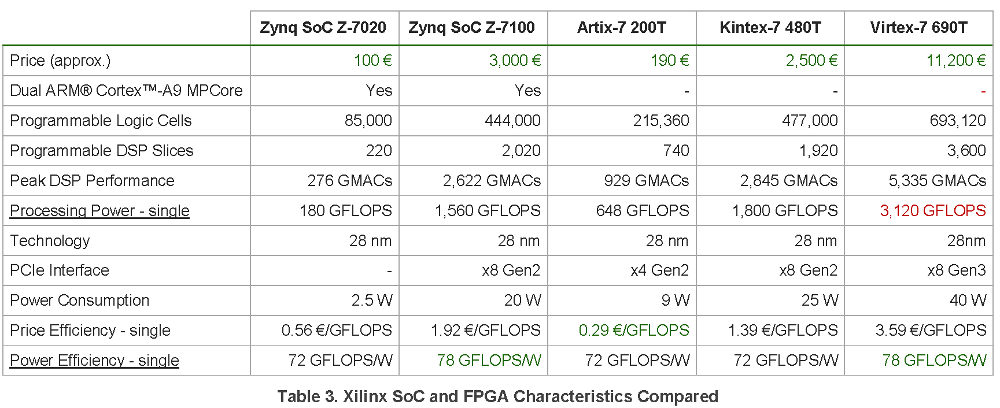 Zynq SoC Z-7020 Zynq SoC Z-7100 Artix-7 200T Kintex-7 480T Virtex-7 690T
Price (approx.) 100 € 3,000 € 190 € 2,500 € 11,200 €
Dual ARM® Cortex™-A9 MPCore Yes Yes - - -
Programmable Logic Cells 85,000 444,000 215,360 477,000 693,120
Programmable DSP Slices 220 2,020 740 1,920 3,600
Peak DSP Performance 276 GMACs 2,622 GMACs 929 GMACs 2,845 GMACs 5,335 GMACs
Processing Power - single 180 GFLOPS 1,560 GFLOPS 648 GFLOPS 1,800 GFLOPS 3,120 GFLOPS
Technology 28 nm 28 nm 28 nm 28 nm 28nm
PCIe Interface - x8 Gen2 x4 Gen2 x8 Gen2 x8 Gen3
Power Consumption 2.5 W 20 W 9 W 25 W 40 W
Price Efficiency - single 0.56 €/GFLOPS 1.92 €/GFLOPS 0.29 €/GFLOPS 1.39 €/GFLOPS 3.59 €/GFLOPS
Power Efficiency - single 72 GFLOPS/W 78 GFLOPS/W 72 GFLOPS/W 72 GFLOPS/W 78 GFLOPS/W
Table 3. Xilinx SoC and FPGA Characteristics Compared